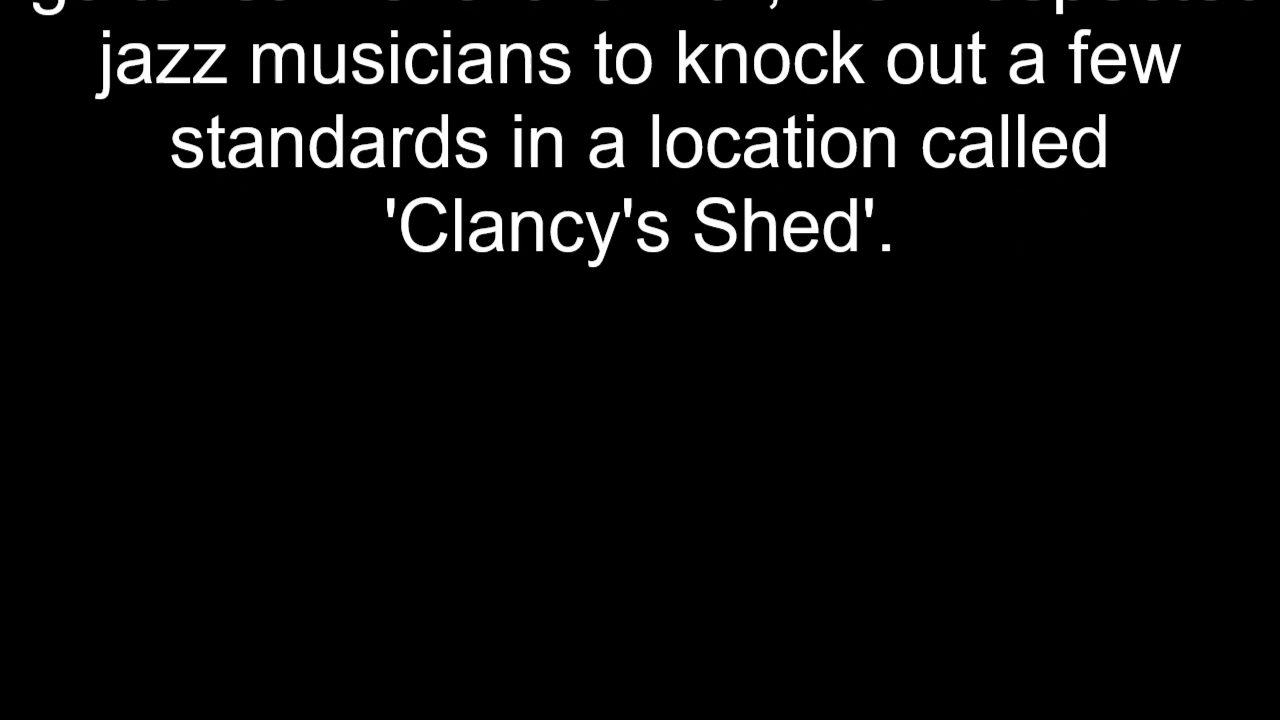 jazz musicians to knock out a few
standards in a location called
'Clancy's Shed'.